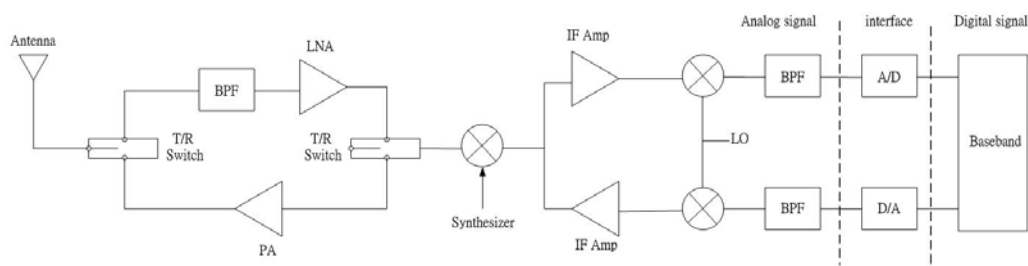 Antenna
BPF
LNA
T/R
Switch
T/R
Switch
PA
Synthesizer
IF Amp
IF Amp
LO
Analog signal
interface
Digital signal
BPF
A/D
BPF
D/A
Baseband